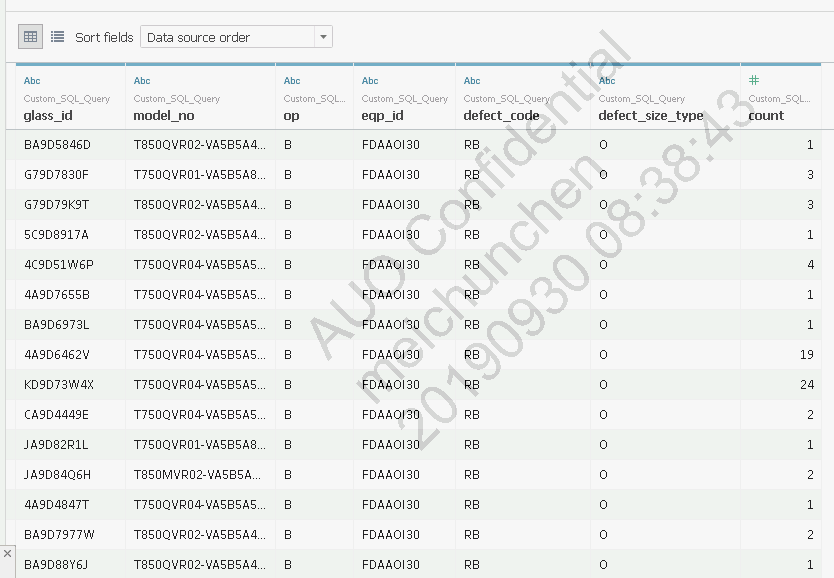 Sort fields Data source order
Abc Abc Abc Abc Abc Abc #
Custom_SQL_Query Custom_SQL_Query Custom_SQL... Custom_SQL_Query Custom_SQL_Query Custom_SQL_Query Custom_SQL...
glass_id model_no op eqp_id defect_code defect_size_type count
BA9D5846D T850QVR02-VA5B5A4... B FDAAOI30 RB O 1
G79D7830F T750QVR01-VA5B5A8... B FDAAOI30 RB O 3
G79D79K9T T850QVR02-VA5B5A4... B FDAAOI30 RB O 3
5C9D8917A T850QVR02-VA5B5A4... B FDAAOI30 RB O 1
4C9D51W6P T750QVR04-VA5B5A5... B FDAAOI30 RB O 4
4A9D7655B T750QVR04-VA5B5A5... B FDAAOI30 RB O 1
BA9D6973L T750QVR04-VA5B5A5... B FDAAOI30 RB O 1
4A9D6462V T750QVR04-VA5B5A5... B FDAAOI30 RB O 19
KD9D73W4X T750QVR04-VA5B5A5... B FDAAOI30 RB O 24
CA9D4449E T750QVR04-VA5B5A5... B FDAAOI30 RB O 2
JA9D82R1L T750QVR01-VA5B5A8... B FDAAOI30 RB O 1
JA9D84Q6H T850MVR02-VA5B5A... B FDAAOI30 RB O 2
4A9D4847T T750QVR04-VA5B5A5... B FDAAOI30 RB O 1
BA9D7977W T850QVR02-VA5B5A4... B FDAAOI30 RB O 2
BA9D88Y6J T850QVR02-VA5B5A4... B FDAAOI30 RB O 1
AUO Confidential
meichunchen
20190930 08:38:43